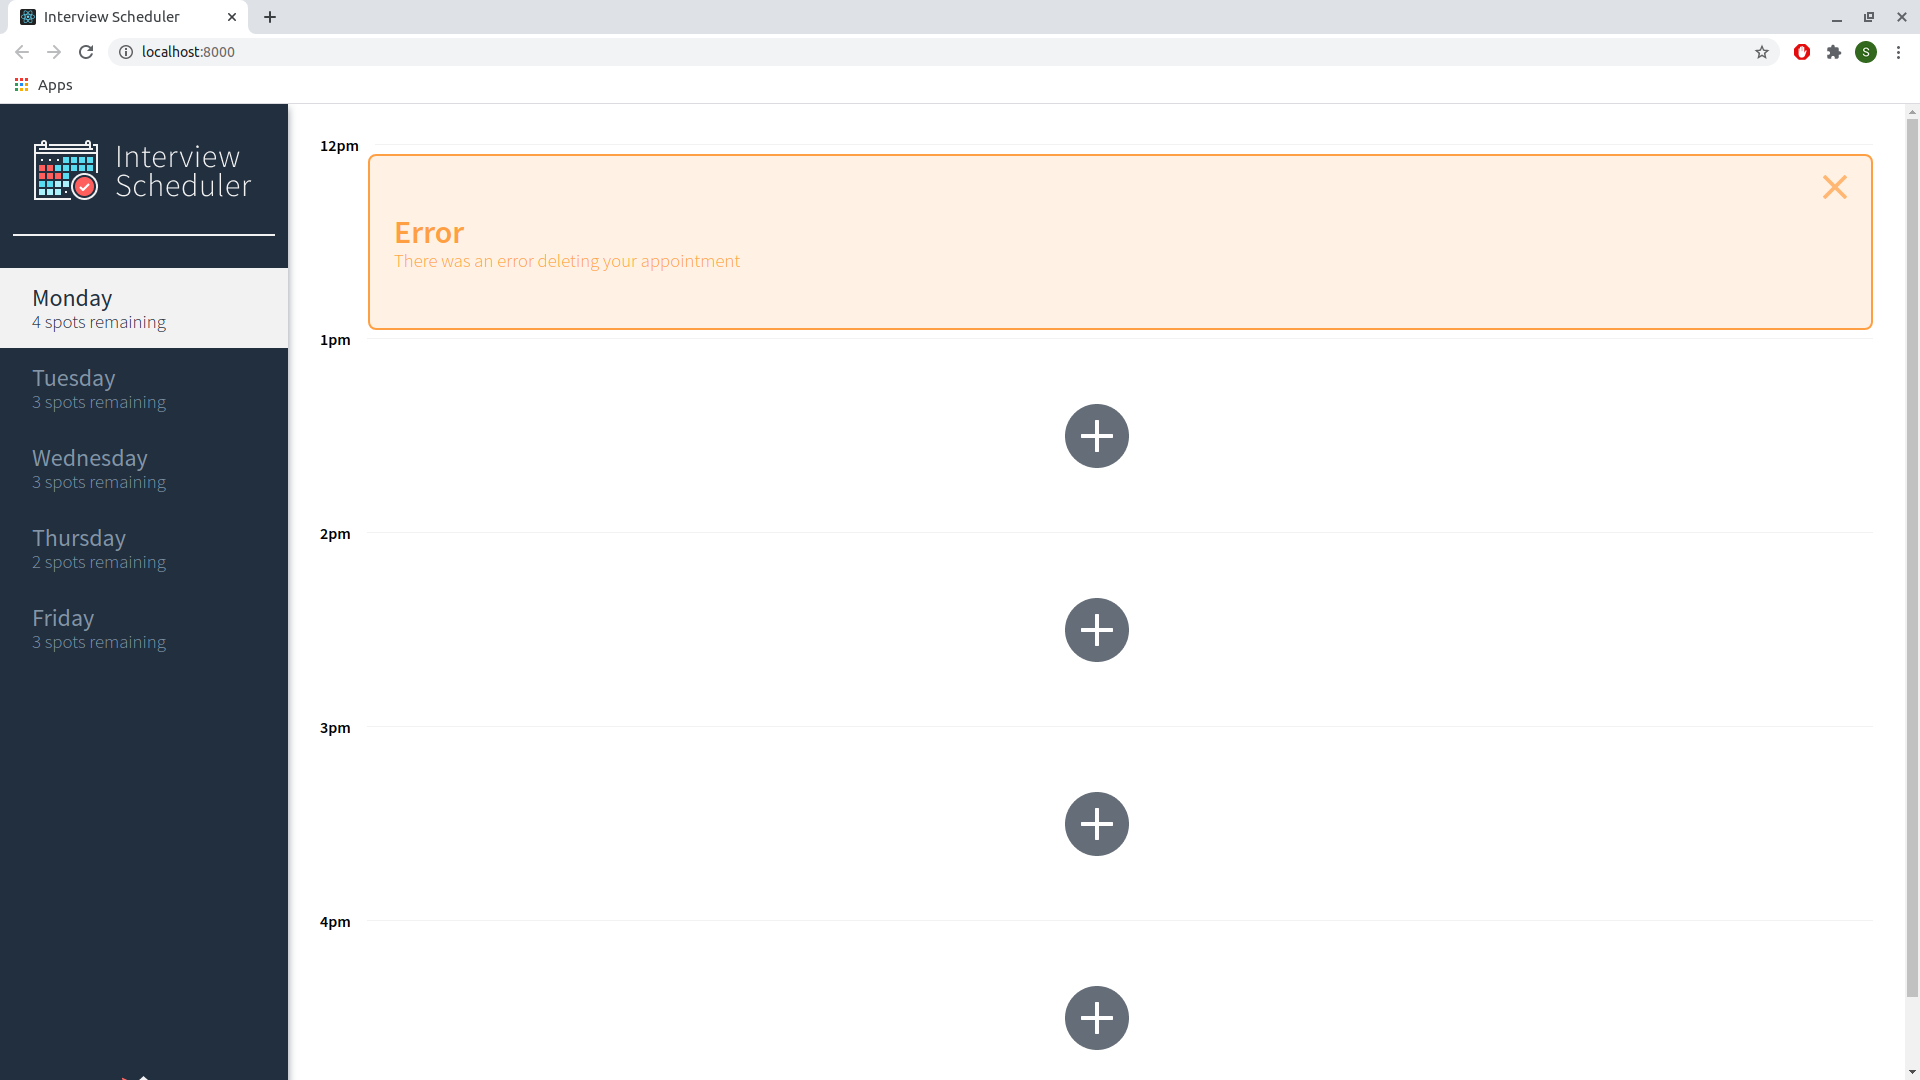 Interview Scheduler
localhost:8000
S
Apps
Interview
Scheduler
Monday
4 spots remaining
Tuesday
3 spots remaining
Wednesday
3 spots remaining
Thursday
2 spots remaining
Friday
3 spots remaining
12pm
Error
There was an error deleting your appointment
1pm
2pm
3pm
4pm